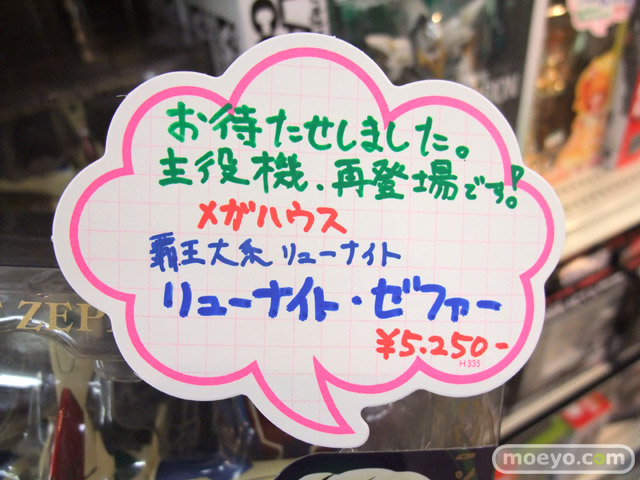 お待たせしました。
主役機、再登場です!
メガハウス
覇王大系リューナイト
リューナイト・ゼファー
¥5.250-
H335
ZEP
moeyo.com